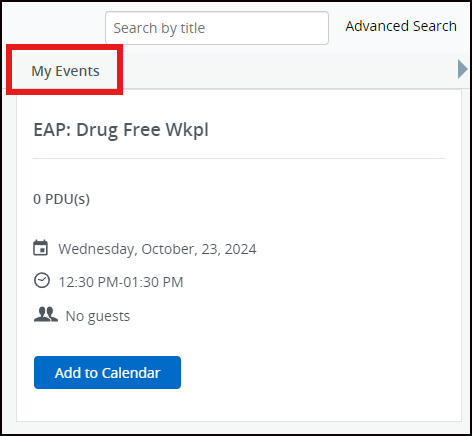 Search by title
Advanced Search
My Events
EAP: Drug Free Wkpl
0 PDU(s)
Wednesday, October, 23, 2024
12:30 PM-01:30 PM
No guests
Add to Calendar